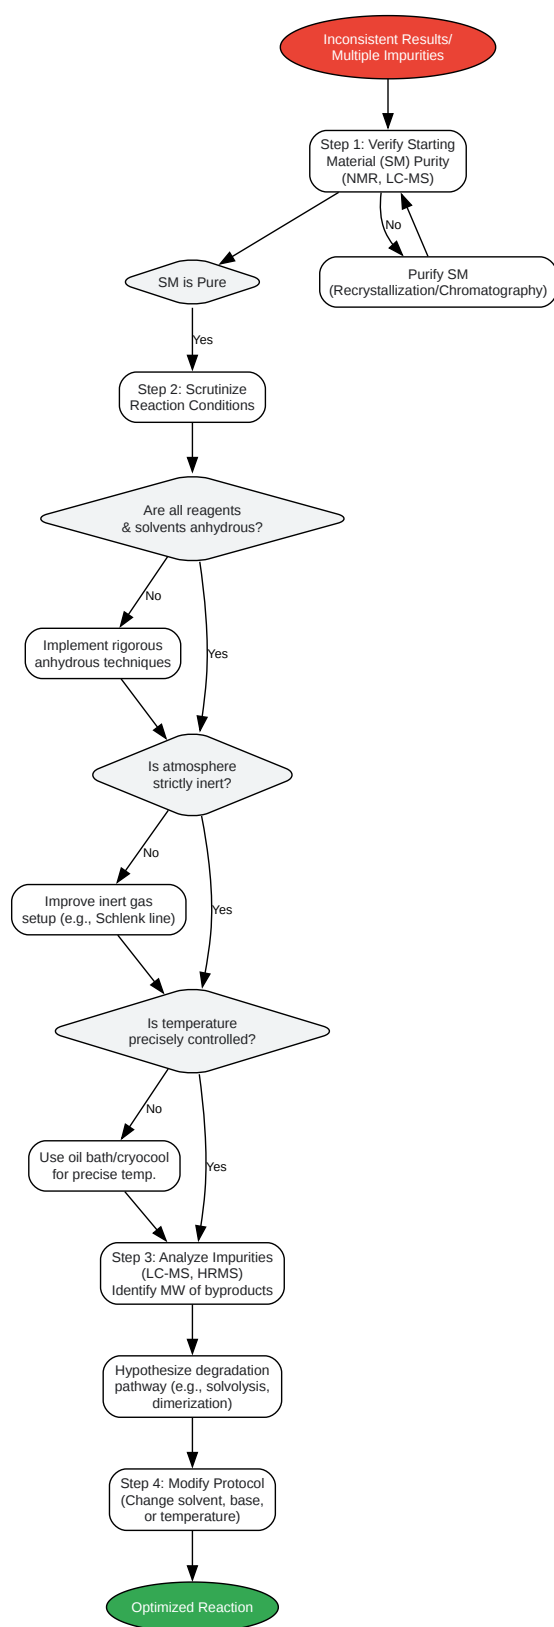 Inconsistent Results/
Multiple Impurities
Step 1: Verify Starting
Material (SM) Purity
(NMR, LC-MS)
No
Purify SM
(Recrystallization/Chromatography)
SM is Pure
Yes
Step 2: Scrutinize
Reaction Conditions
Are all reagents
& solvents anhydrous?
No
Implement rigorous
anhydrous techniques
Yes
Is atmosphere
strictly inert?
No
Improve inert gas
setup (e.g., Schlenk line)
Yes
Is temperature
precisely controlled?
No
Use oil bath/cryocool
for precise temp.
Yes
Step 3: Analyze Impurities
(LC-MS, HRMS)
Identify MW of byproducts
Hypothesize degradation
pathway (e.g., solvolysis,
dimerization)
Step 4: Modify Protocol
(Change solvent, base,
or temperature)
Optimized Reaction